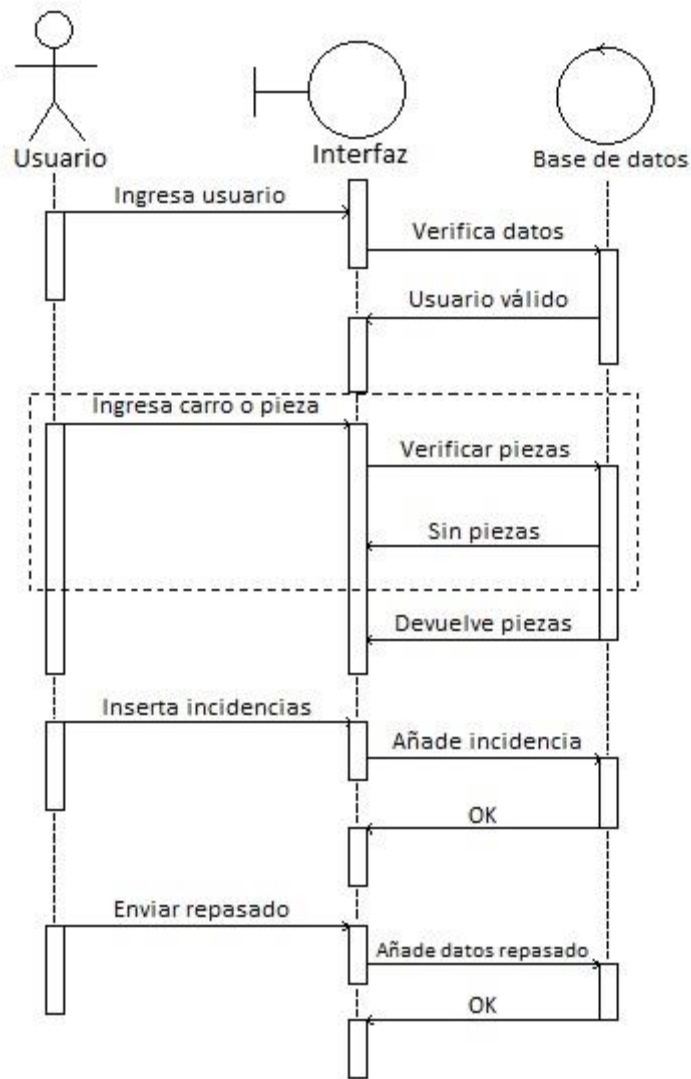 Usuario
Interfaz
Base de datos
Ingresa usuario
Verifica datos
Usuario válido
Ingresa carro o pieza
Verificar piezas
Sin piezas
Devuelve piezas
Inserta incidencias
Añade incidencia
OK
Enviar repasado
Añade datos repasado
OK